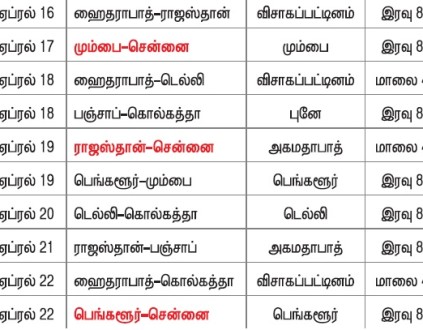 ஏப்ரல் 16 ஹைதராபாத்–ராஜஸ்தான் விசாகப்பட்டினம் இரவு 8
ஏப்ரல் 17 மும்பை–சென்னை மும்பை இரவு 8
ஏப்ரல் 18 ஹைதராபாத்–டெல்லி விசாகப்பட்டினம் மாலை 4
ஏப்ரல் 18 பஞ்சாப்–கொல்கத்தா புனே இரவு 8
ஏப்ரல் 19 ராஜஸ்தான்–சென்னை அகமதாபாத் மாலை 4
ஏப்ரல் 19 பெங்களூர்–மும்பை பெங்களூர் இரவு 8
ஏப்ரல் 20 டெல்லி–கொல்கத்தா டெல்லி இரவு 8
ஏப்ரல் 21 ராஜஸ்தான்–பஞ்சாப் அகமதாபாத் இரவு 8
ஏப்ரல் 22 ஹைதராபாத்–கொல்கத்தா விசாகப்பட்டினம் மாலை 4
ஏப்ரல் 22 பெங்களூர்–சென்னை பெங்களூர் இரவு 8